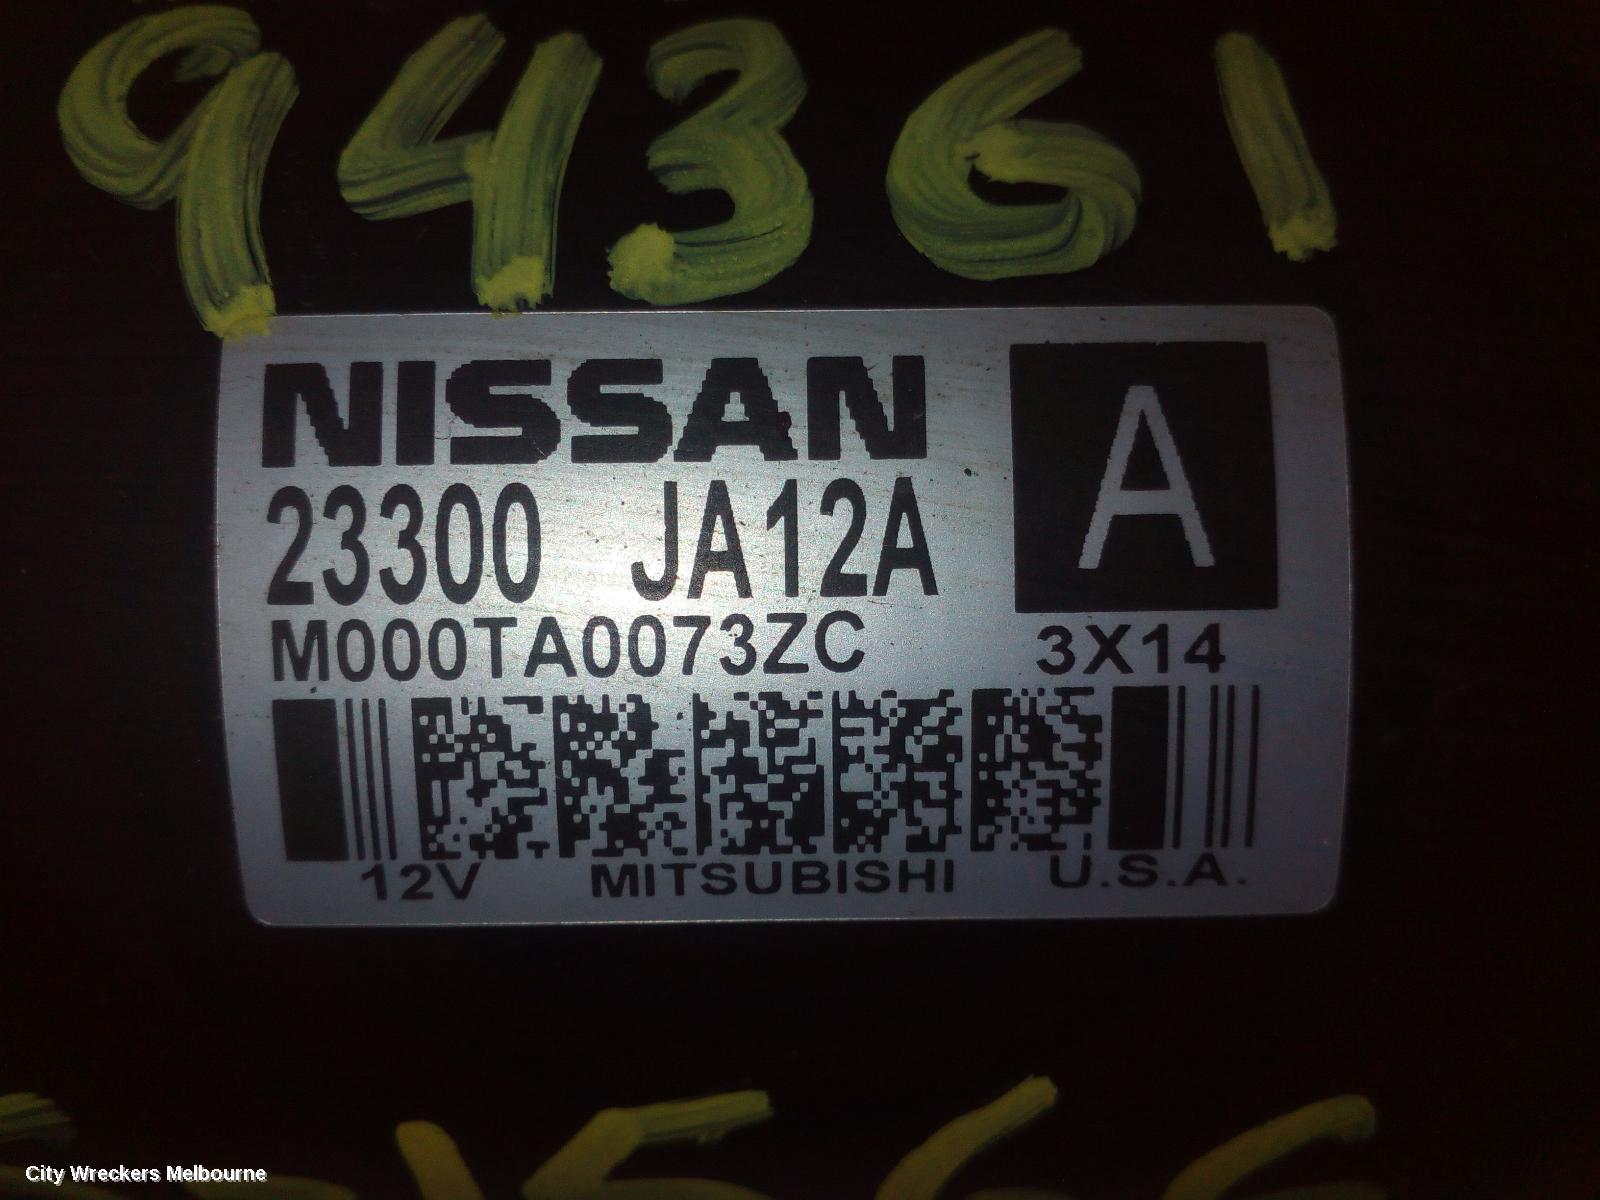 94361
NISSAN
A
23300 JA12A
M000TA0073ZC 3X14
12V MITSUBISHI U.S.A.
City Wreckers Melbourne